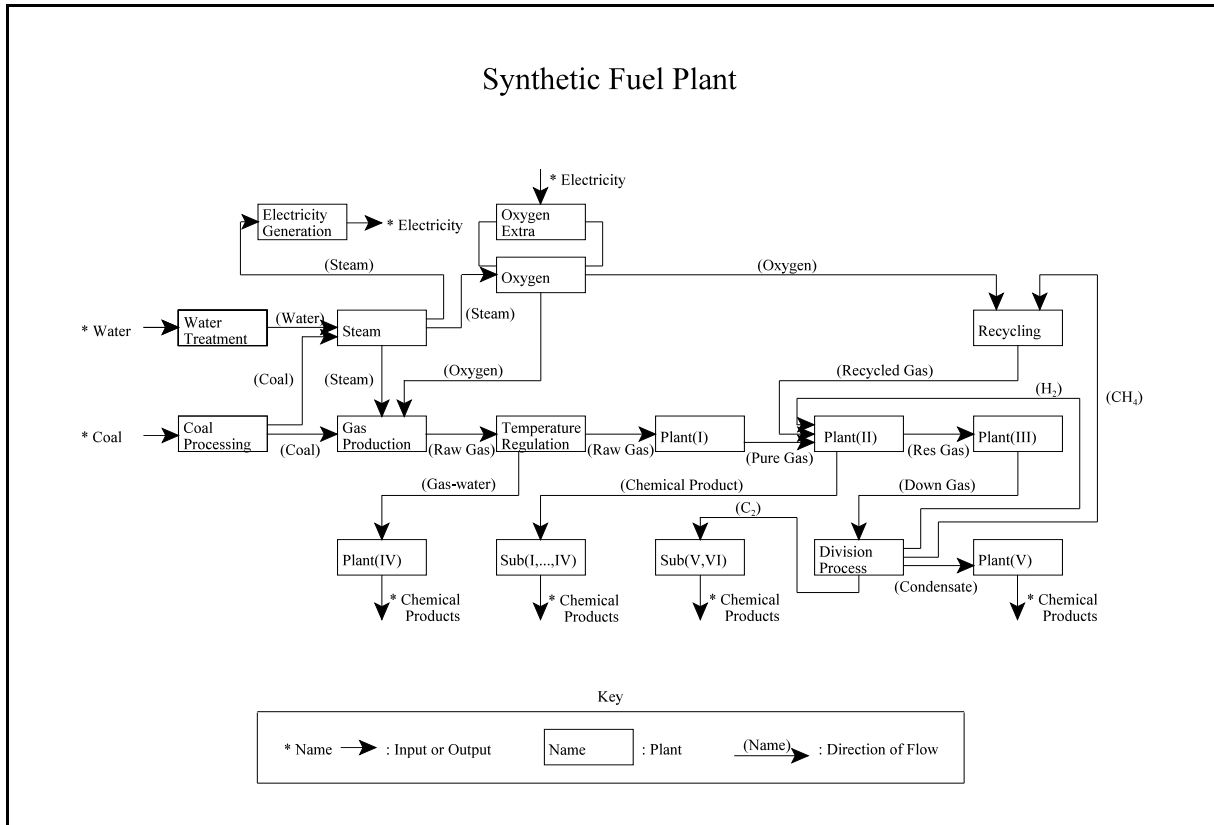 Synthetic Fuel Plant
* Electricity
Electricity
Generation
* Electricity
Oxygen
Extra
(Steam)
Oxygen
(Oxygen)
* Water
Water
Treatment
(Water)
Steam
(Steam)
Recycling
(Coal)
(Steam)
(Oxygen)
(Recycled Gas)
(H2)
(CH4)
* Coal
Coal
Processing
(Coal)
Gas
Production
(Raw Gas)
Temperature
Regulation
(Raw Gas)
Plant(I)
(Pure Gas)
Plant(II)
(Res Gas)
Plant(III)
(Gas-water)
(Chemical Product)
(C2)
(Down Gas)
Plant(IV)
Sub(I,...,IV)
Sub(V,VI)
Division
Process
(Condensate)
Plant(V)
* Chemical
Products
* Chemical
Products
* Chemical
Products
* Chemical
Products
Key
* Name
: Input or Output
Name
: Plant
(Name)
: Direction of Flow